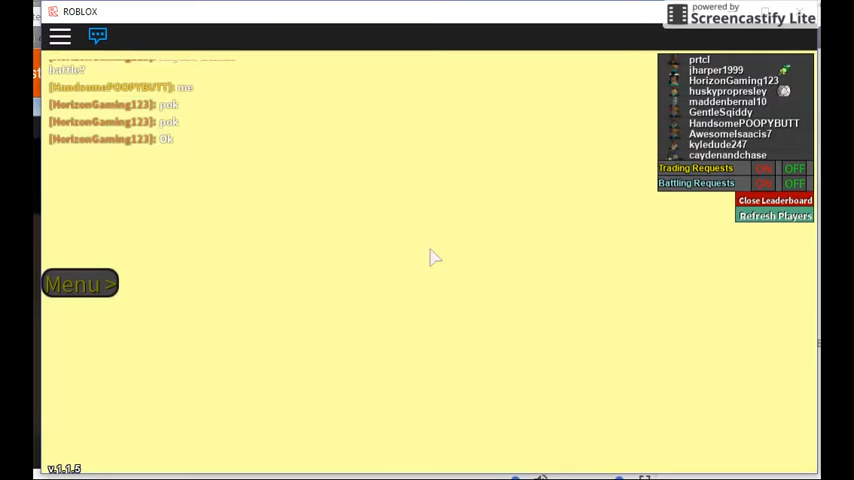 ROBLOX
powered by
Screencastify Lite
battle?
[HandsomePOOPYBUTT]: me
[HorizonGaming123]: pok
[HorizonGaming123]: pok
[HorizonGaming123]: Ok
prtcl
jharper1999
HorizonGaming123
huskypropresley
maddenbernal10
GentleSqiddy
HandsomePOOPYBUTT
AwesomeIsaacis7
kyledude247
caydenandchase
Trading Requests ON OFF
Battling Requests ON OFF
Close Leaderboard
Refresh Players
Menu >
v.1.1.5